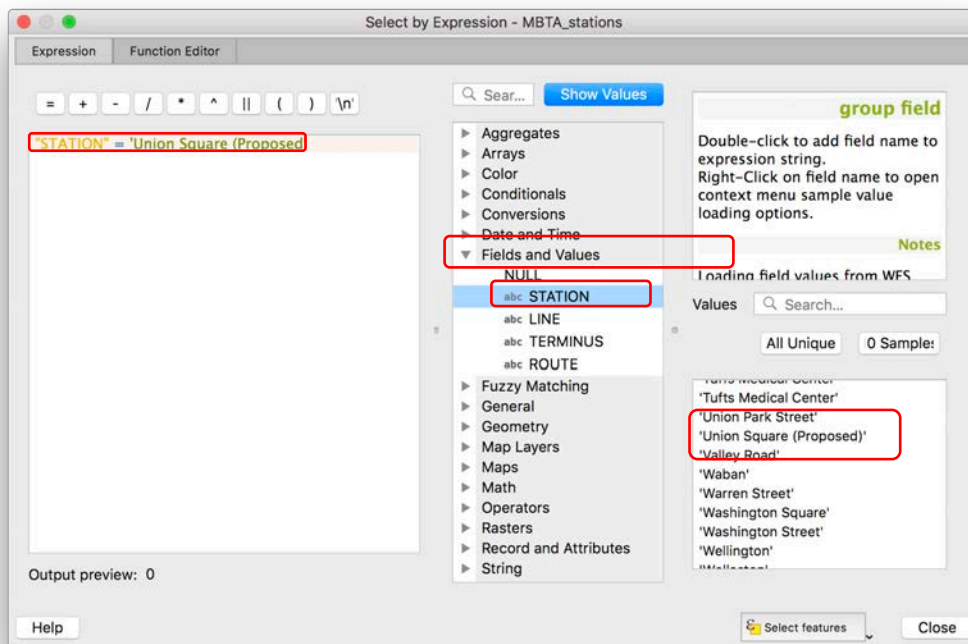 Select by Expression - MBTA_stations
Expression
Function Editor
= + - / * ^ || ( ) '\n'
"STATION" = 'Union Square (Proposed
Output preview: 0
Help
Sear...
Show Values
Aggregates
Arrays
Color
Conditionals
Conversions
Date and Time
Fields and Values
NULL
abc STATION
abc LINE
abc TERMINUS
abc ROUTE
Fuzzy Matching
General
Geometry
Map Layers
Maps
Math
Operators
Rasters
Record and Attributes
String
group field
Double-click to add field name to
expression string.
Right-Click on field name to open
context menu sample value
loading options.
Notes
Loading field values from WFS
Values
Search...
All Unique
0 Samples
'Tufts Medical Center'
'Tufts Medical Center'
'Union Park Street'
'Union Square (Proposed)'
'Valley Road'
'Waban'
'Warren Street'
'Washington Square'
'Washington Street'
'Wellington'
Select features
Close